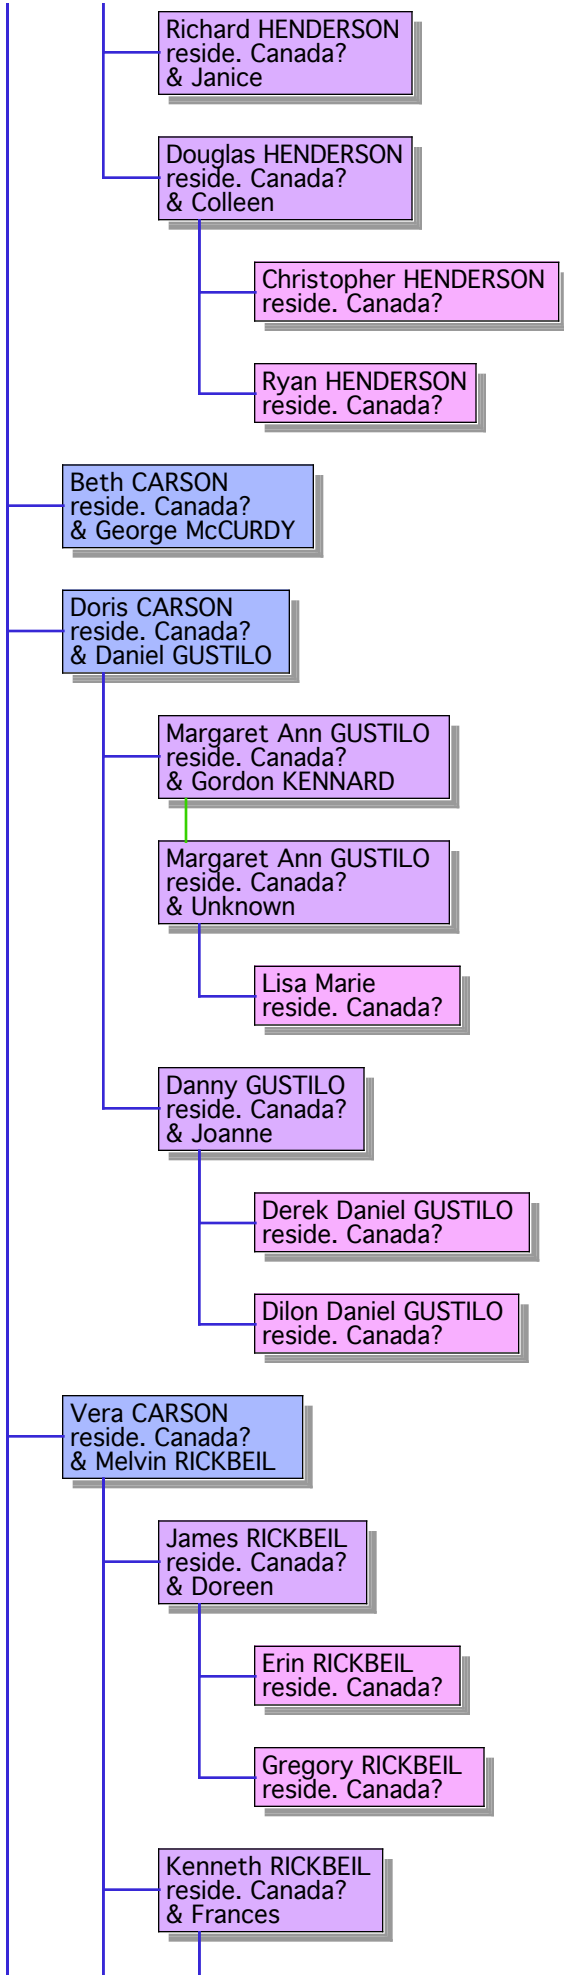 Richard HENDERSON
reside. Canada?
& Janice
Douglas HENDERSON
reside. Canada?
& Colleen
Christopher HENDERSON
reside. Canada?
Ryan HENDERSON
reside. Canada?
Beth CARSON
reside. Canada?
& George McCURDY
Doris CARSON
reside. Canada?
& Daniel GUSTILO
Margaret Ann GUSTILO
reside. Canada?
& Gordon KENNARD
Margaret Ann GUSTILO
reside. Canada?
& Unknown
Lisa Marie
reside. Canada?
Danny GUSTILO
reside. Canada?
& Joanne
Derek Daniel GUSTILO
reside. Canada?
Dilon Daniel GUSTILO
reside. Canada?
Vera CARSON
reside. Canada?
& Melvin RICKBEIL
James RICKBEIL
reside. Canada?
& Doreen
Erin RICKBEIL
reside. Canada?
Gregory RICKBEIL
reside. Canada?
Kenneth RICKBEIL
reside. Canada?
& Frances